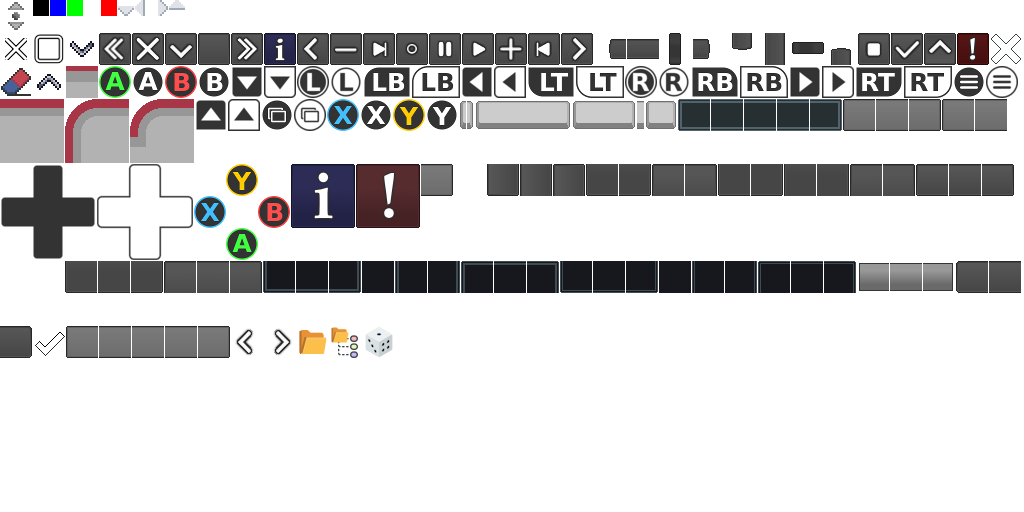 i !
A A B B L L LB LB LT LT R R RB RB RT RT
X X Y Y
Y
i !
X B
A